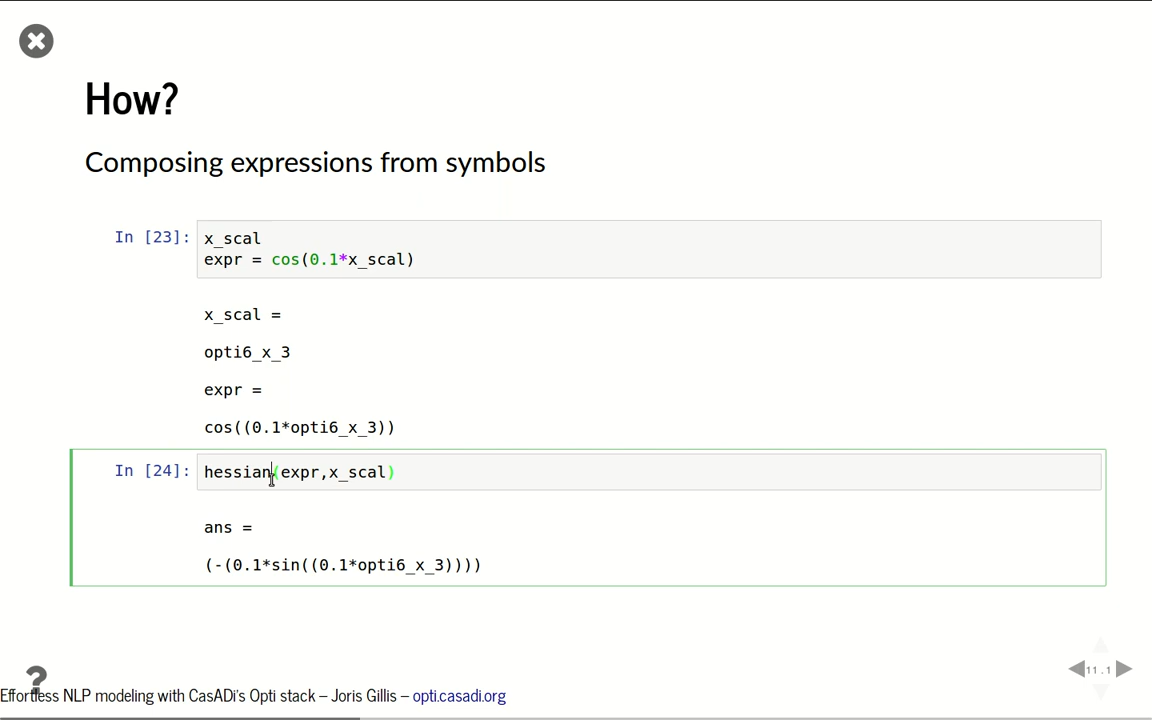 How?
Composing expressions from symbols
In [23]: x_scal
expr = cos(0.1*x_scal)
x_scal =
opti6_x_3
expr =
cos((0.1*opti6_x_3))
In [24]: hessian(expr,x_scal)
ans =
(-(0.1*sin((0.1*opti6_x_3))))
?
11.1
Effortless NLP modeling with CasADi's Opti stack – Joris Gillis – opti.casadi.org